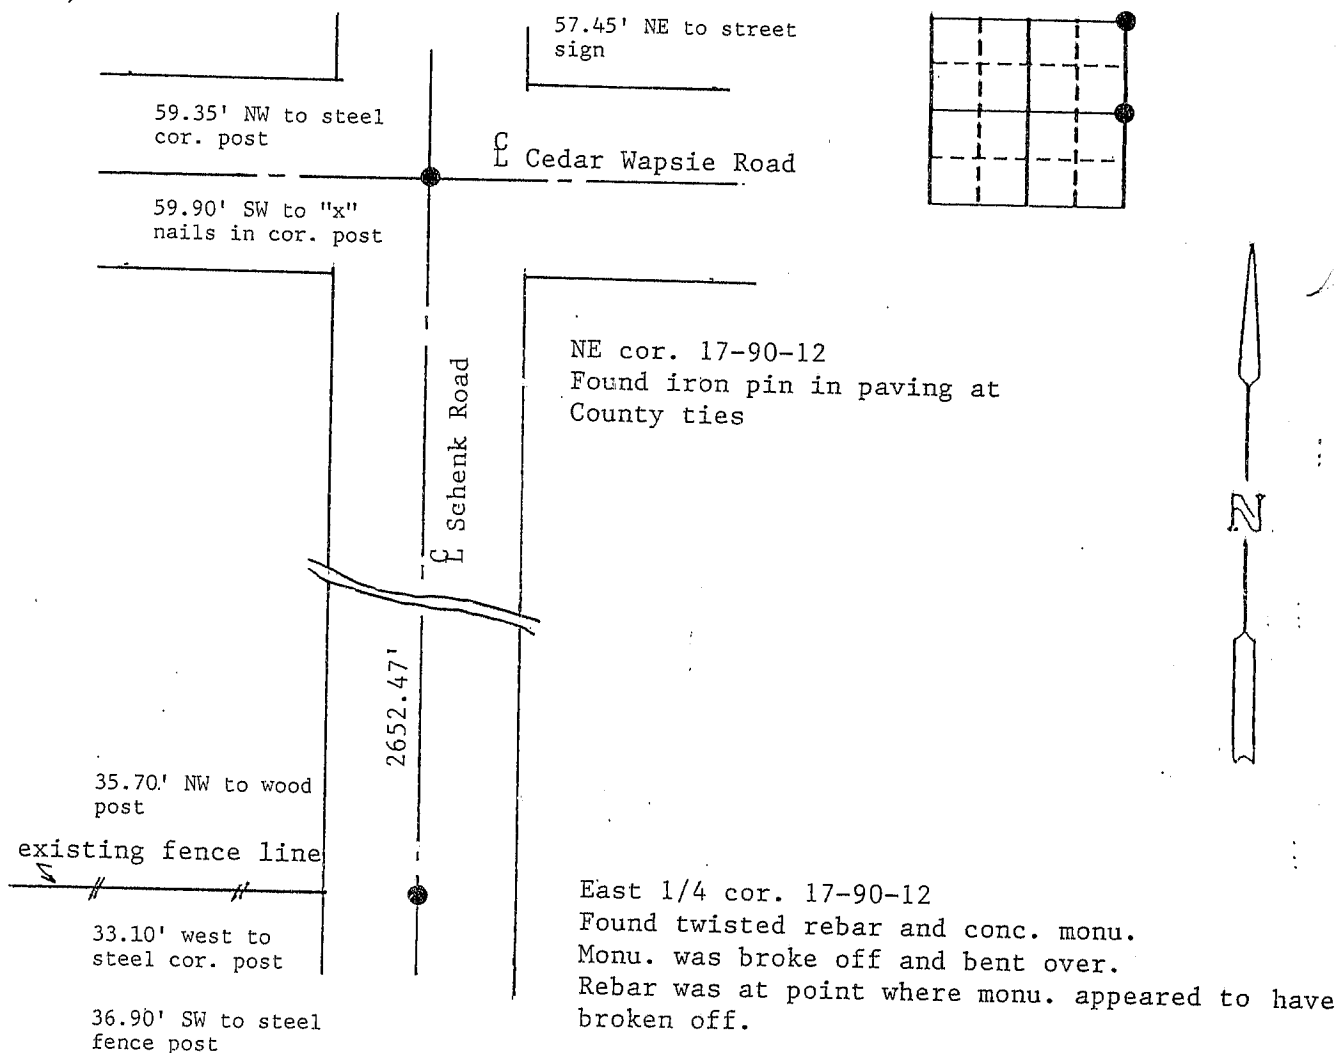 57.45' NE to street
sign
59.35' NW to steel
cor. post
℄ Cedar Wapsie Road
59.90' SW to "x"
nails in cor. post
NE cor. 17-90-12
Found iron pin in paving at
County ties
℄ Schenk Road
N
2652.47'
35.70' NW to wood
post
existing fence line
33.10' west to
steel cor. post
36.90' SW to steel
fence post
East 1/4 cor. 17-90-12
Found twisted rebar and conc. monu.
Monu. was broke off and bent over.
Rebar was at point where monu. appeared to have
broken off.